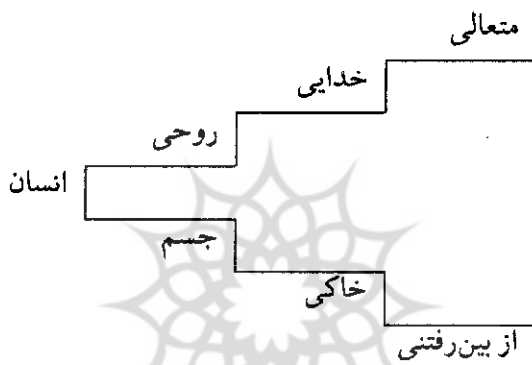 متعالی
خدایی
روحی
انسان
جسم
خاکی
از بین‌رفتنی